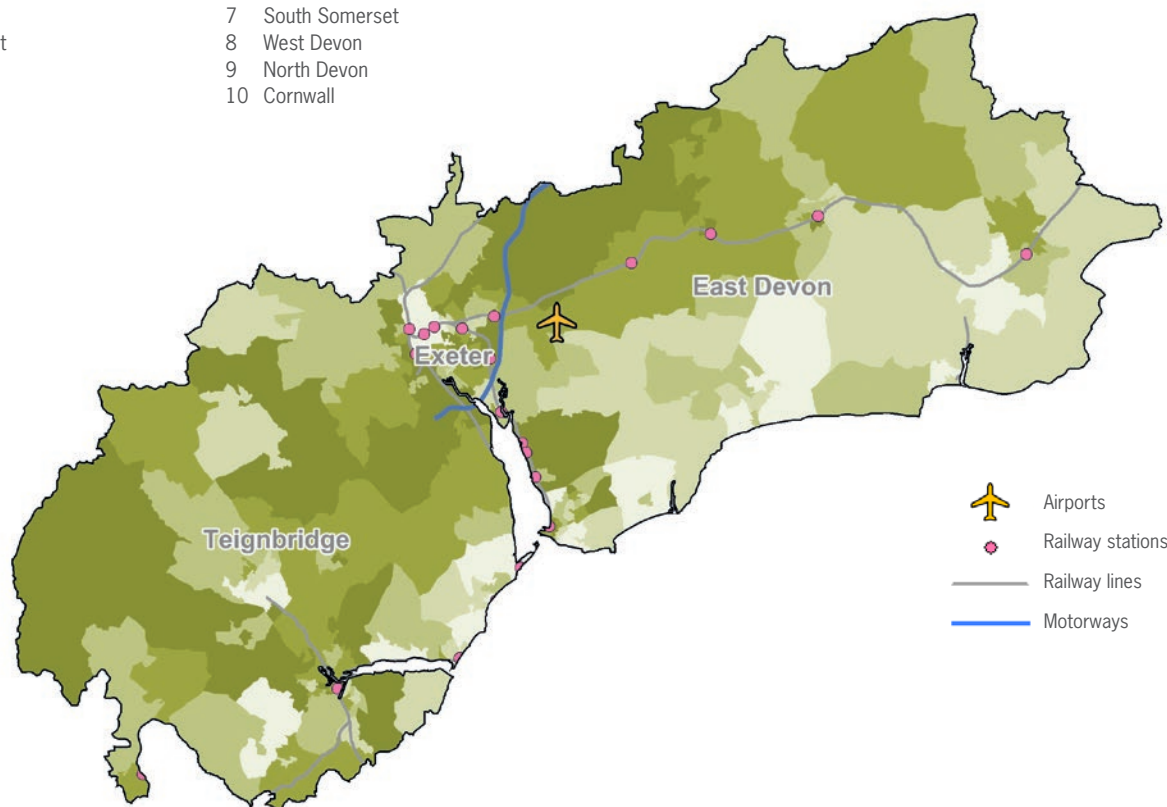 7 South Somerset
t
8 West Devon
9 North Devon
10 Cornwall
East Devon
Exeter
Teignbridge
Airports
Railway stations
Railway lines
Motorways